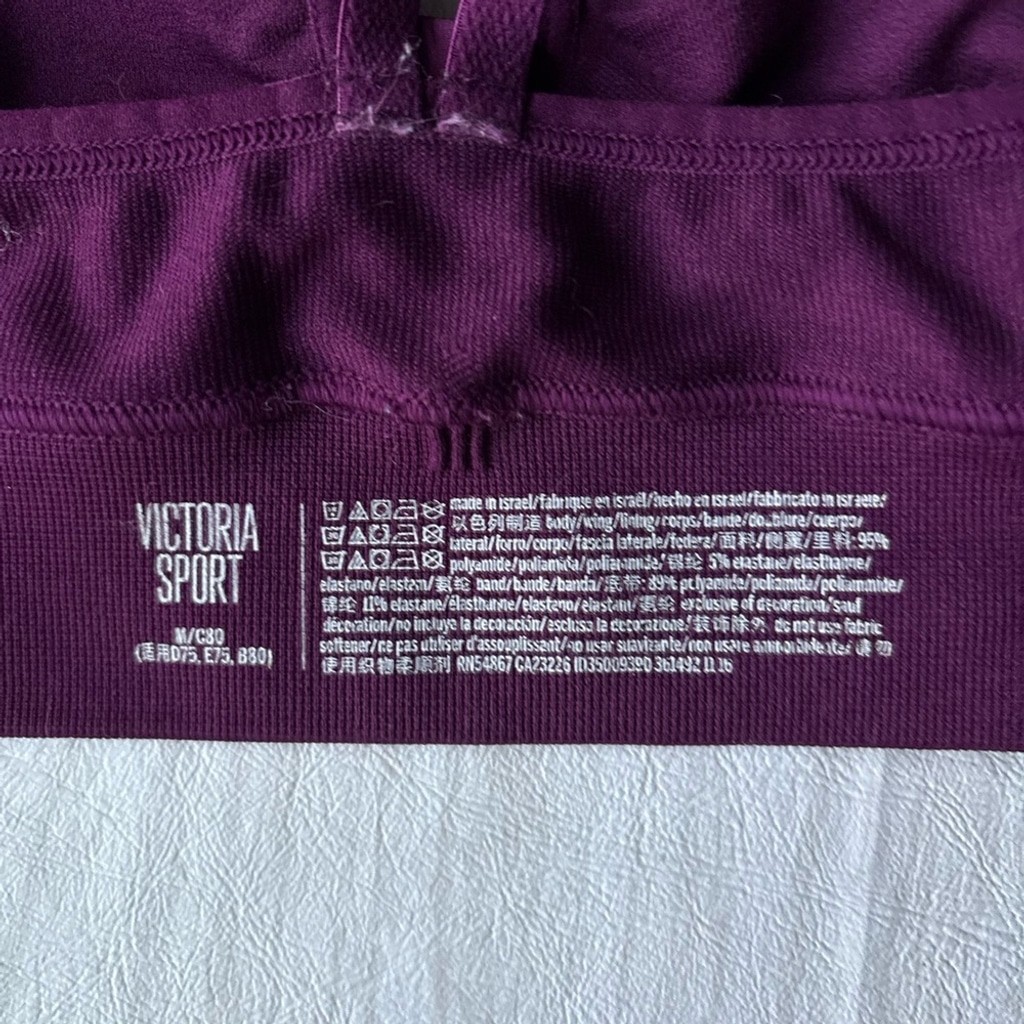 VICTORIA
SPORT
M/C80
(适用D75, E75, B80)
made in israel/fabriqué en israël/hecho en israel/fabbricato in israele/
以色列制造 body/wing/lining/corps/bande/doublure/cuerpo/
lateral/forro/corpo/fascia laterale/federa/面料/侧翼/里料-95%
polyamide/poliamida/poliammide/锦纶 5% elastane/élasthanne/
elastano/elastam/氨纶 band/bande/banda/底带: 89% polyamide/poliamida/poliammide/
锦纶 11% elastane/élasthanne/elastano/elastam/氨纶 exclusive of decoration/sauf
décoration/no incluye la decoración/esclusa la decorazione/装饰除外 do not use fabric
softener/ne pas utiliser d'assouplissant/no usar suavizante/non usare ammorbidente/
使用织物柔顺剂 RN54867 CA23226 ID35009390 361492 11 16